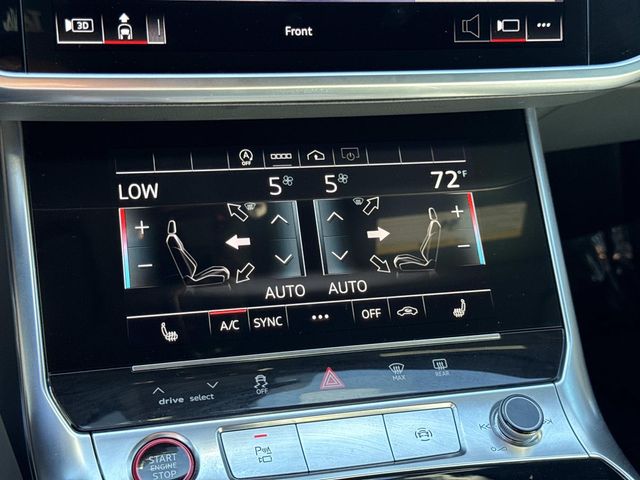 3D
Front
A
OFF
LOW 5 5 72°F
+ +
- -
AUTO AUTO
A/C SYNC ... OFF
drive select
OFF
MAX
REAR
START
ENGINE
STOP
P